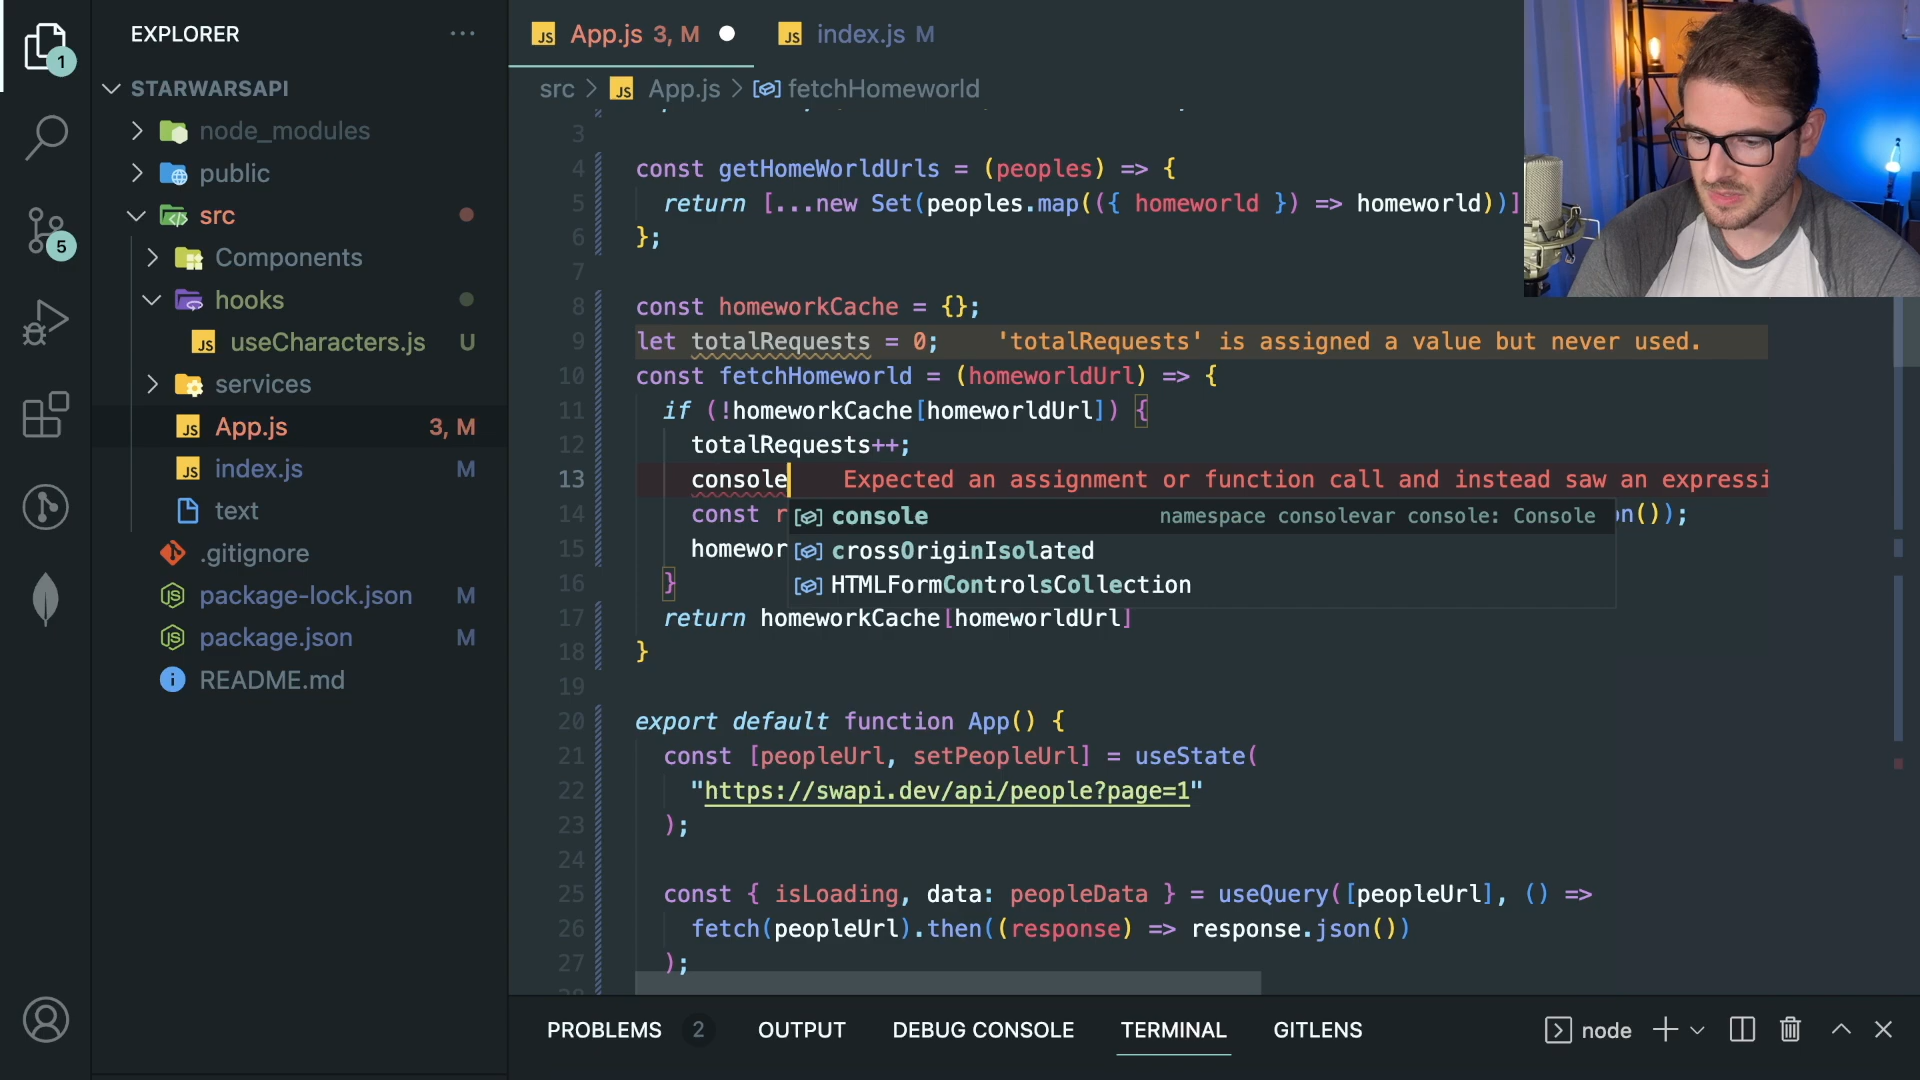 EXPLORER
STARWARSAPI
node_modules
public
src
Components
hooks
useCharacters.js U
services
App.js 3, M
index.js M
text
.gitignore
package-lock.json M
package.json M
README.md
1
5
App.js 3, M
index.js M
src > App.js > fetchHomeworld
3
4 const getHomeWorldUrls = (peoples) => {
5 return [...new Set(peoples.map(({ homeworld }) => homeworld))]
6 };
7
8 const homeworkCache = {};
9 let totalRequests = 0; 'totalRequests' is assigned a value but never used.
10 const fetchHomeworld = (homeworldUrl) => {
11 if (!homeworkCache[homeworldUrl]) {
12 totalRequests++;
13 console Expected an assignment or function call and instead saw an expressi
14 const r on());
console namespace consolevar console: Console
15 homewor
crossOriginIsolated
16 }
HTMLFormControlsCollection
17 return homeworkCache[homeworldUrl]
18 }
19
20 export default function App() {
21 const [peopleUrl, setPeopleUrl] = useState(
22 "https://swapi.dev/api/people?page=1"
23 );
24
25 const { isLoading, data: peopleData } = useQuery([peopleUrl], () =>
26 fetch(peopleUrl).then((response) => response.json())
27 );
PROBLEMS 2 OUTPUT DEBUG CONSOLE TERMINAL GITLENS node